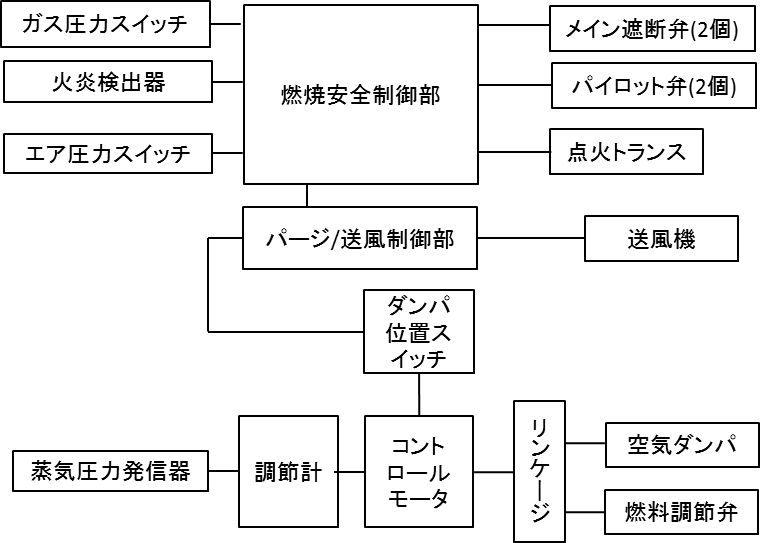 ガス圧力スイッチ
火炎検出器
エア圧力スイッチ
燃焼安全制御部
メイン遮断弁(2個)
パイロット弁(2個)
点火トランス
パージ/送風制御部
送風機
ダンパ
位置ス
イッチ
蒸気圧力発信器
調節計
コント
ロール
モータ
リンケージ
空気ダンパ
燃料調節弁